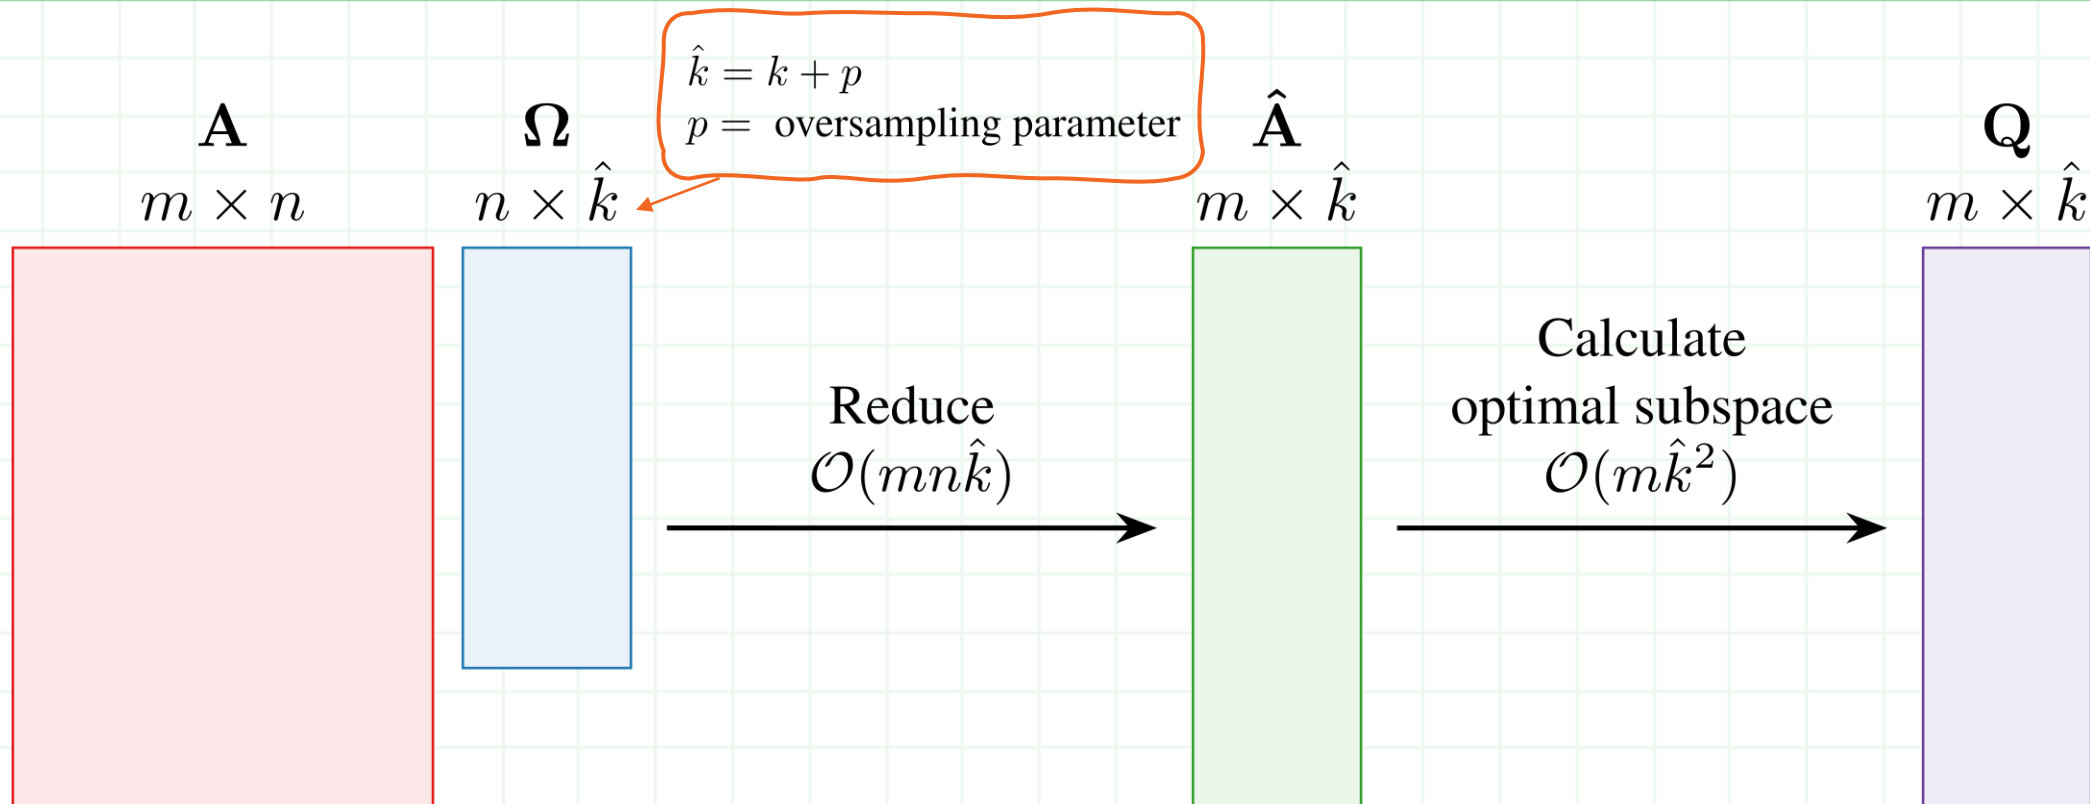 k̂ = k + p
p = oversampling parameter
A
m × n
Ω
n × k̂
Â
m × k̂
Q
m × k̂
Reduce
𝒪(mnk̂)
Calculate
optimal subspace
𝒪(mk̂²)